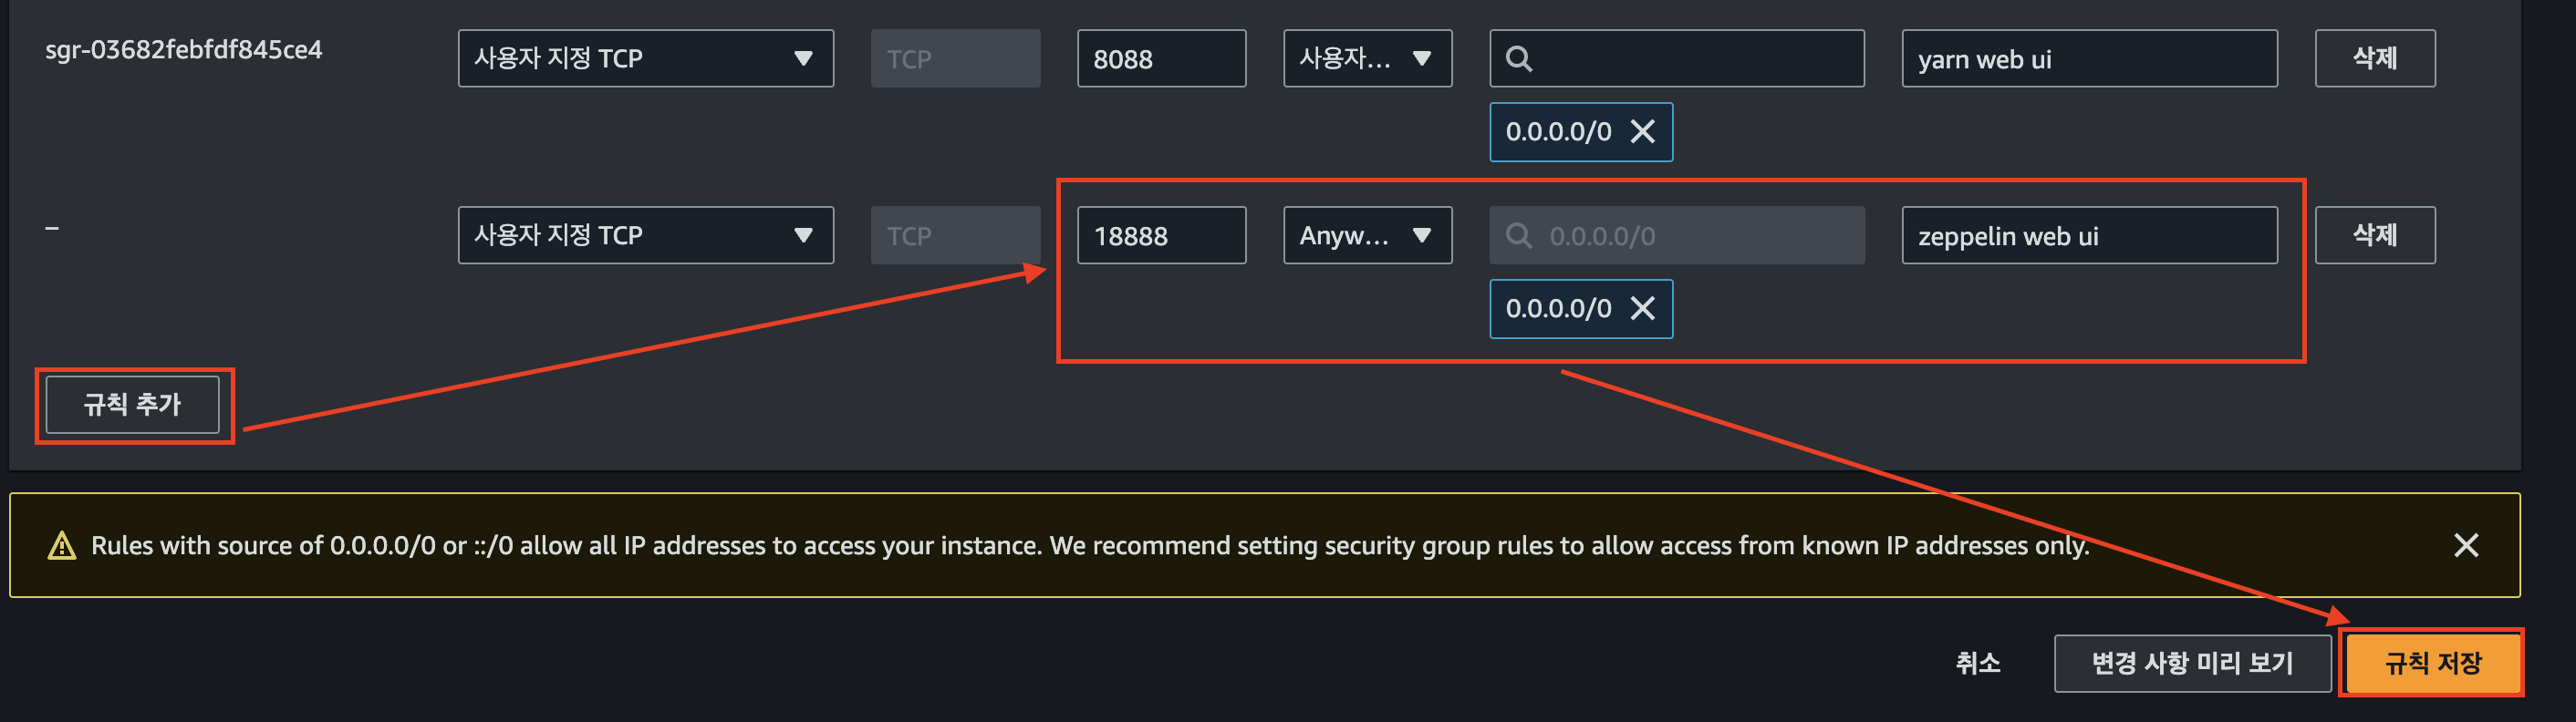 sgr-03682febfdf845ce4 사용자 지정 TCP TCP 8088 사용자... yarn web ui 삭제
0.0.0.0/0
– 사용자 지정 TCP TCP 18888 Anyw... 0.0.0.0/0 zeppelin web ui 삭제
0.0.0.0/0
규칙 추가
Rules with source of 0.0.0.0/0 or ::/0 allow all IP addresses to access your instance. We recommend setting security group rules to allow access from known IP addresses only.
취소 변경 사항 미리 보기 규칙 저장